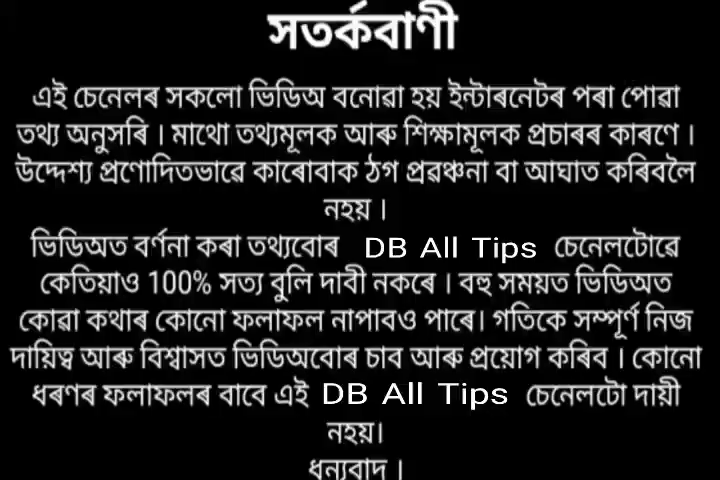 সতৰ্কবাণী
এই চেনেলৰ সকলো ভিডিঅ বনোৱা হয় ইন্টাৰনেটৰ পৰা পোৱা
তথ্য অনুসৰি । মাথো তথ্যমূলক আৰু শিক্ষামূলক প্ৰচাৰৰ কাৰণে ।
উদ্দেশ্য প্ৰণোদিতভাৱে কাৰোবাক ঠগ প্ৰৱঞ্চনা বা আঘাত কৰিবলৈ
নহয় ।
ভিডিঅত বৰ্ণনা কৰা তথ্যবোৰ DB All Tips চেনেলটোৱে
কেতিয়াও 100% সত্য বুলি দাবী নকৰে । বহু সময়ত ভিডিঅত
কোৱা কথাৰ কোনো ফলাফল নাপাবও পাৰে। গতিকে সম্পূৰ্ণ নিজ
দায়িত্ব আৰু বিশ্বাসত ভিডিঅবোৰ চাব আৰু প্ৰয়োগ কৰিব । কোনো
ধৰণৰ ফলাফলৰ বাবে এই DB All Tips চেনেলটো দায়ী
নহয়।
ধন্যবাদ ।